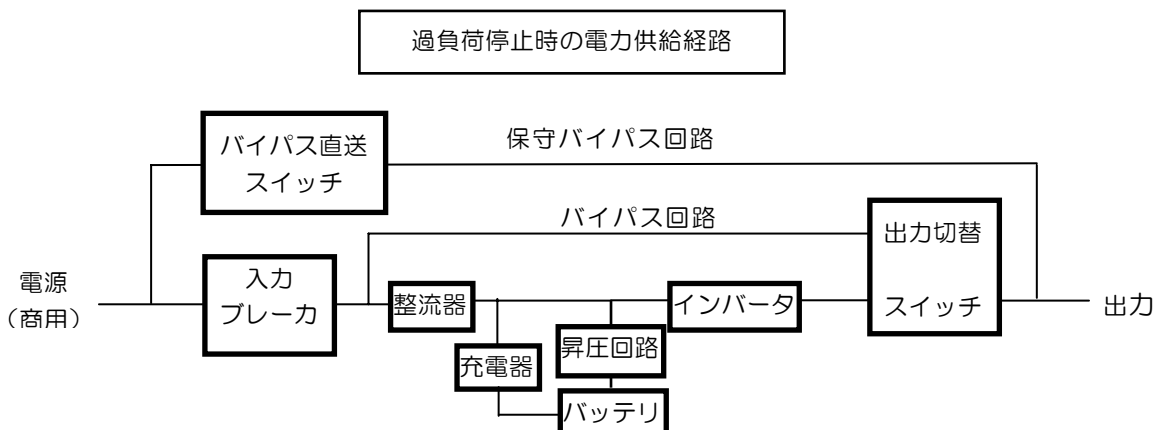 過負荷停止時の電力供給経路
バイパス直送
スイッチ
保守バイパス回路
バイパス回路
出力切替
スイッチ
電源
(商用)
入力
ブレーカ
整流器
インバータ
出力
昇圧回路
充電器
バッテリ